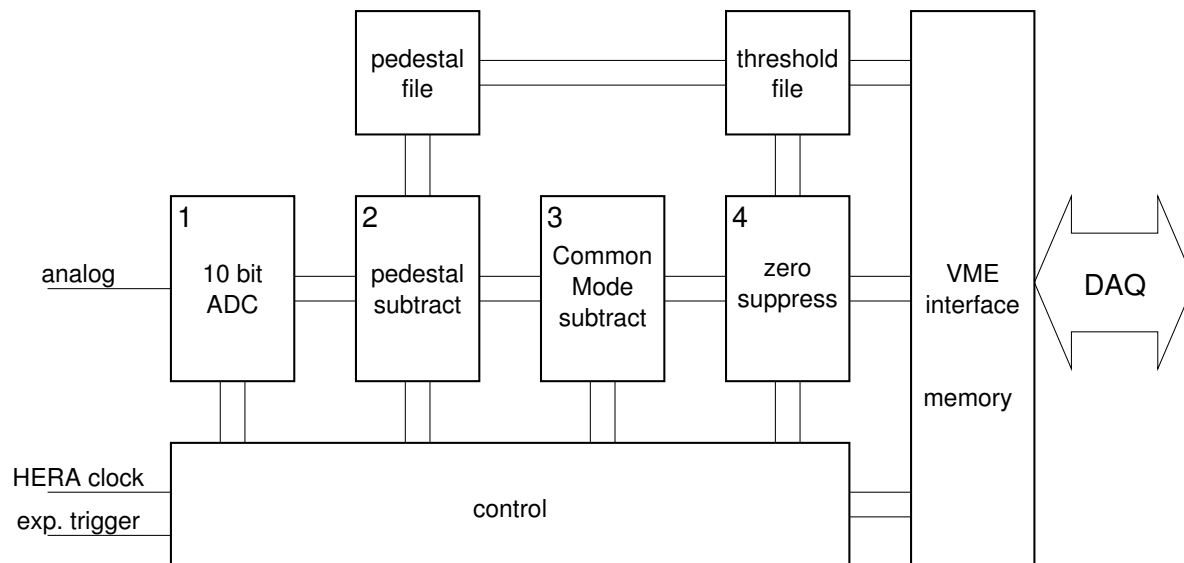 pedestal
file
threshold
file
1
10 bit
ADC
2
pedestal
subtract
3
Common
Mode
subtract
4
zero
suppress
analog
VME
interface
memory
DAQ
HERA clock
exp. trigger
control